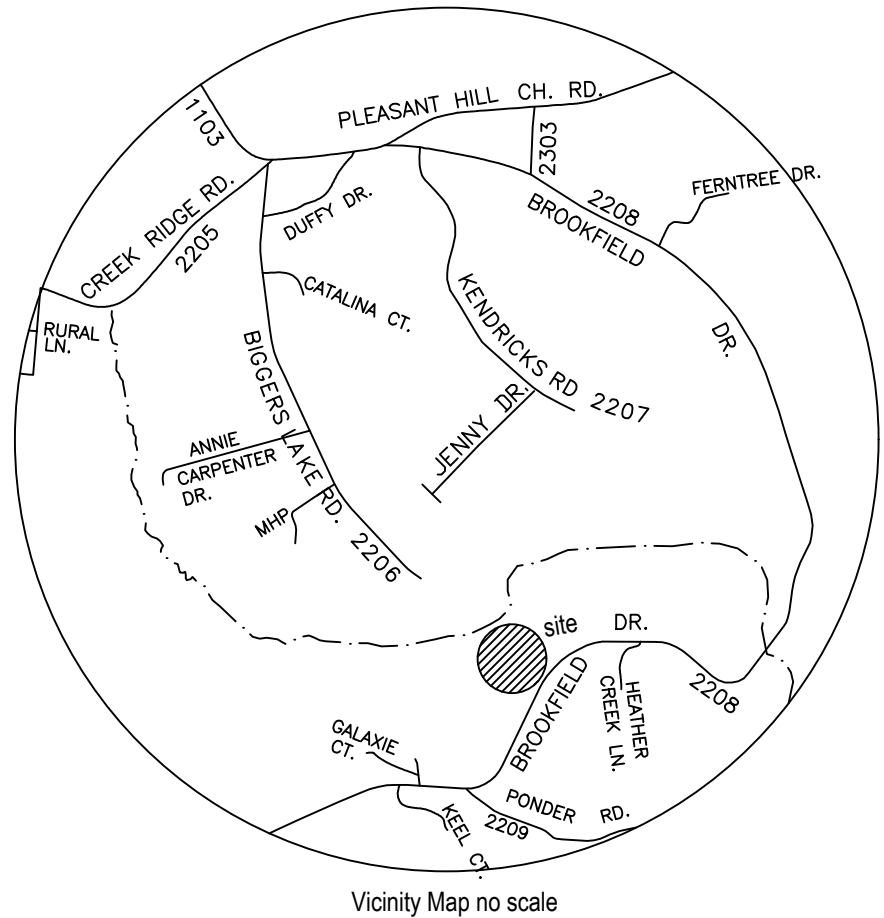 PLEASANT HILL CH. RD.
1103
2303
FERNTREE DR.
CREEK RIDGE RD.
2205
DUFFY DR.
2208
BROOKFIELD
DR.
CATALINA CT.
KENDRICKS RD 2207
RURAL
LN.
BIGGERS LAKE RD. 2206
JENNY DR.
ANNIE
CARPENTER
DR.
MHP
site
DR.
BROOKFIELD
HEATHER
CREEK LN.
2208
GALAXIE
CT.
KEEL CT.
PONDER RD.
2209
Vicinity Map no scale